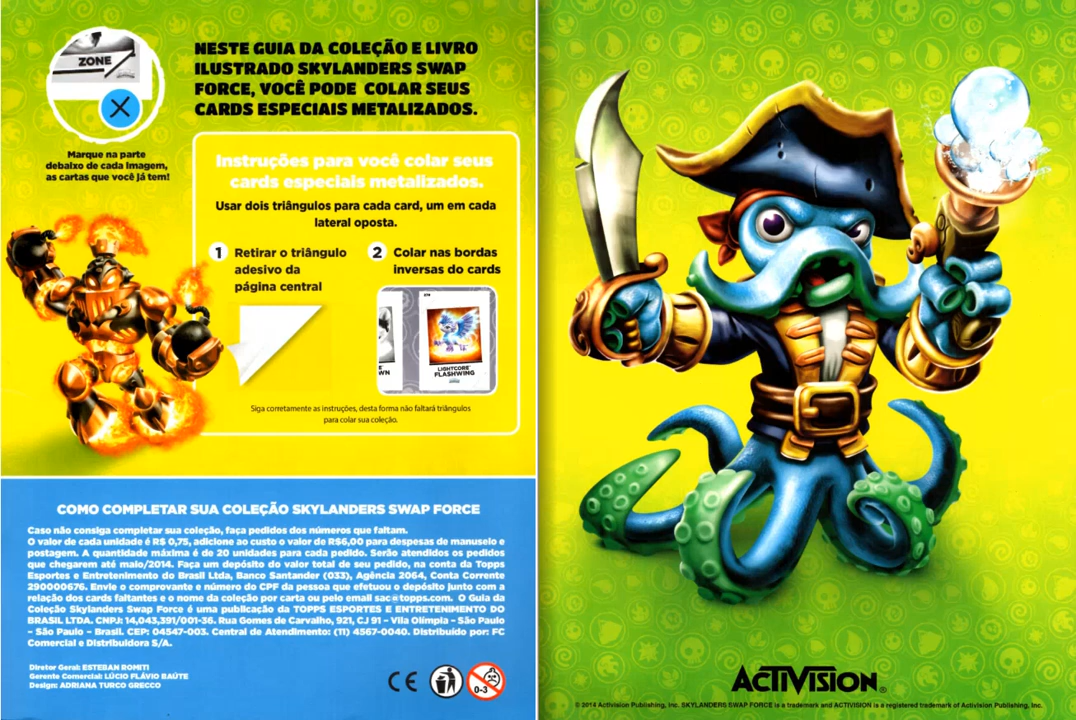 ZONE
NESTE GUIA DA COLEÇÃO E LIVRO
ILUSTRADO SKYLANDERS SWAP
FORCE, VOCÊ PODE COLAR SEUS
CARDS ESPECIAIS METALIZADOS.
Marque na parte
debaixo de cada imagem,
as cartas que você já tem!
Instruções para você colar seus
cards especiais metalizados.
Usar dois triângulos para cada card, um em cada
lateral oposta.
1 Retirar o triângulo
adesivo da
página central
2 Colar nas bordas
inversas do cards
LIGHTCORE
FLASHWING
Siga corretamente as instruções, desta forma não faltará triângulos
para colar sua coleção.
COMO COMPLETAR SUA COLEÇÃO SKYLANDERS SWAP FORCE
Caso não consiga completar sua coleção, faça pedidos dos números que faltam.
O valor de cada unidade é R$ 0,75, adicione ao custo o valor de R$6,00 para despesas de manuseio e
postagem. A quantidade máxima é de 20 unidades para cada pedido. Serão atendidos os pedidos
que chegarem até maio/2014. Faça um depósito do valor total de seu pedido, na conta da Topps
Esportes e Entretenimento do Brasil Ltda, Banco Santander (033), Agência 2064, Conta Corrente
290000676. Envie o comprovante e número do CPF da pessoa que efetuou o depósito junto com a
relação dos cards faltantes e o nome da coleção por carta ou pelo email sac@topps.com. O Guia da
Coleção Skylanders Swap Force é uma publicação da TOPPS ESPORTES E ENTRETENIMENTO DO
BRASIL LTDA. CNPJ: 14,043,391/001-36. Rua Gomes de Carvalho, 921, CJ 91 – Vila Olímpia – São Paulo
– São Paulo – Brasil. CEP: 04547-003. Central de Atendimento: (11) 4567-0040. Distribuído por: FC
Comercial e Distribuidora S/A.
Diretor Geral: ESTEBAN ROMITI
Gerente Comercial: LÚCIO FLÁVIO BAÚTE
Design: ADRIANA TURCO GRECCO
CE
0-3
ACTIVISION®
© 2014 Activision Publishing, Inc. SKYLANDERS SWAP FORCE is a trademark and ACTIVISION is a registered trademark of Activision Publishing, Inc.